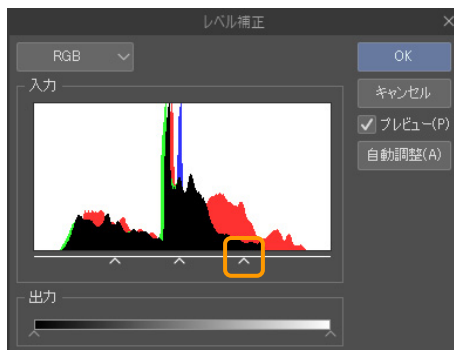 レベル補正
RGB
OK
入力
キャンセル
プレビュー(P)
自動調整(A)
出力